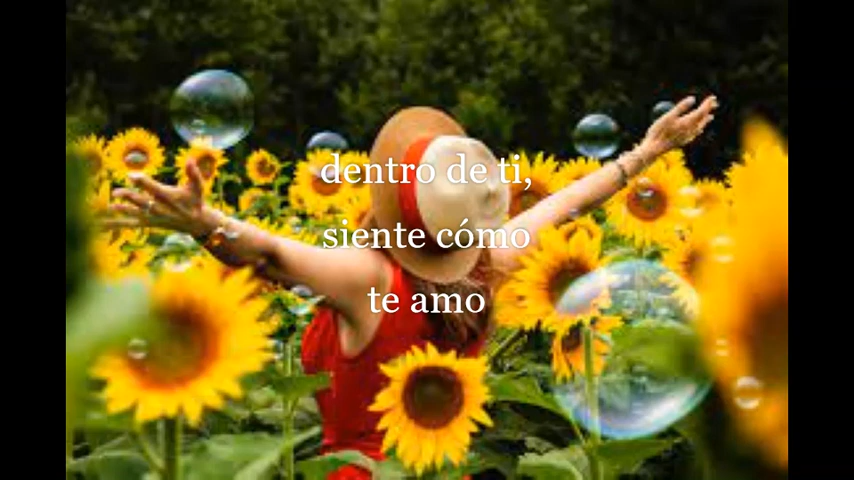 dentro de ti,
siente cómo
te amo